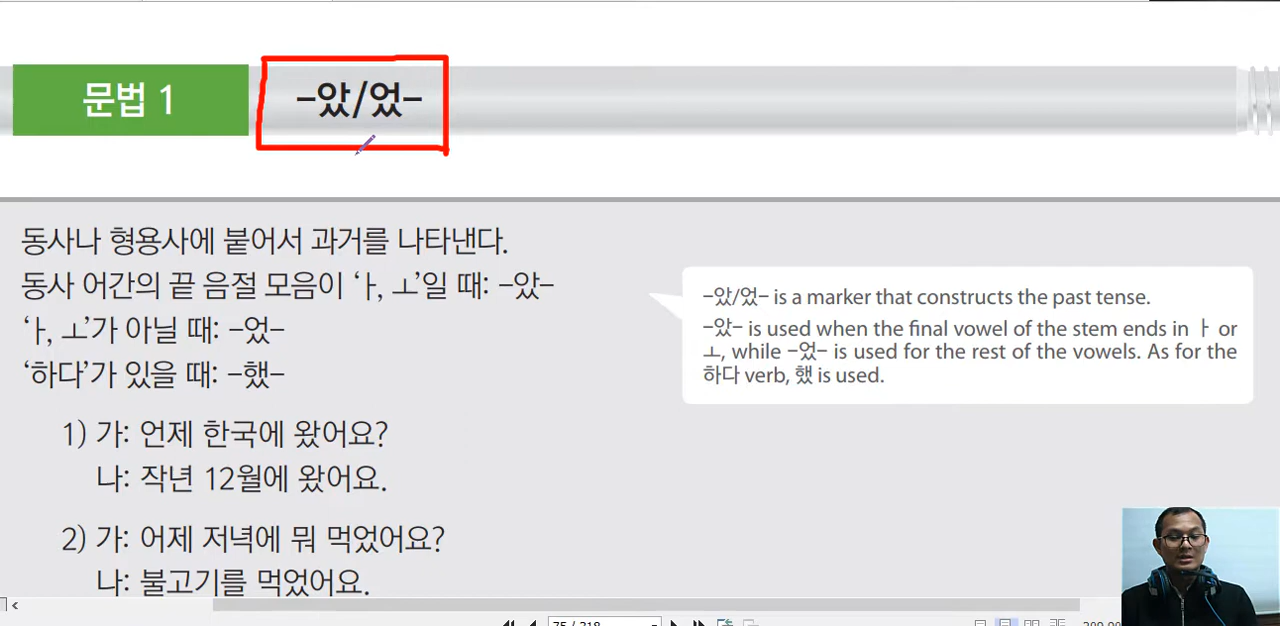 문법 1
–았/었–
동사나 형용사에 붙어서 과거를 나타낸다.
동사 어간의 끝 음절 모음이 ‘ㅏ, ㅗ’일 때: –았–
‘ㅏ, ㅗ’가 아닐 때: –었–
‘하다’가 있을 때: –했–
–았/었– is a marker that constructs the past tense.
–았– is used when the final vowel of the stem ends in ㅏ or
ㅗ, while –었– is used for the rest of the vowels. As for the
하다 verb, 했 is used.
1) 가: 언제 한국에 왔어요?
나: 작년 12월에 왔어요.
2) 가: 어제 저녁에 뭐 먹었어요?
나: 불고기를 먹었어요.